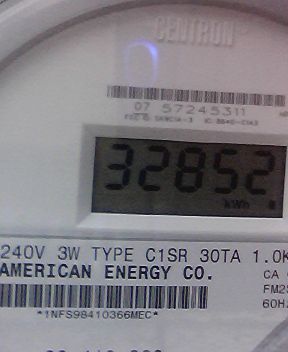 CENTRON
07 57245311
32852
kWh
240V 3W TYPE C1SR 30TA 1.0K
AMERICAN ENERGY CO.
CA
FM2S
60HZ
*1NFS98410366MEC*